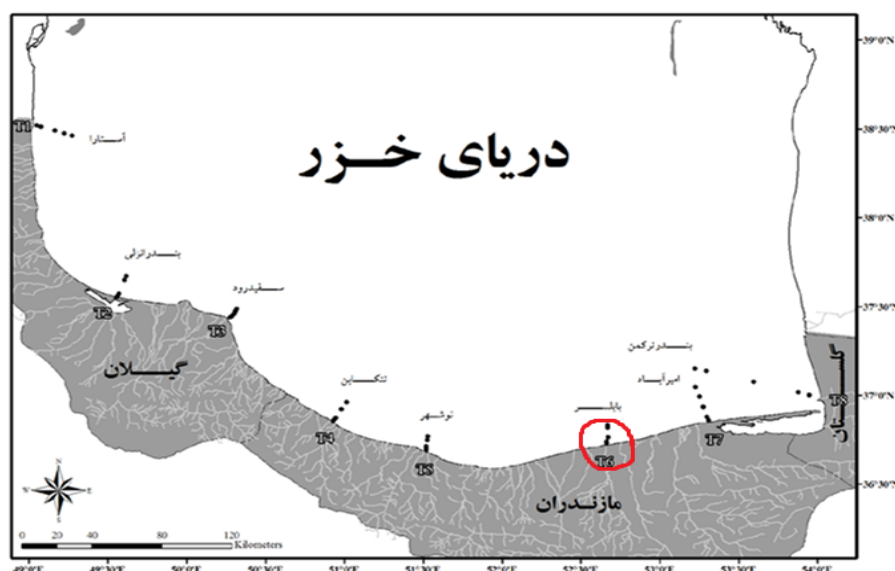 39°0'N
38°30'N
38°0'N
37°30'N
37°0'N
36°30'N
دریای خزر
T1
آستارا
بندرانزلی
T2
سفیدرود
T3
گیلان
تنکابن
T4
نوشهر
T5
بابلسر
T6
مازندران
بندرترکمن
امیرآباد
T7
گلستان
T8
N
W
E
S
0 20 40 80 120
Kilometers
49°0'E 49°30'E 50°0'E 50°30'E 51°0'E 51°30'E 52°0'E 52°30'E 53°0'E 53°30'E 54°0'E